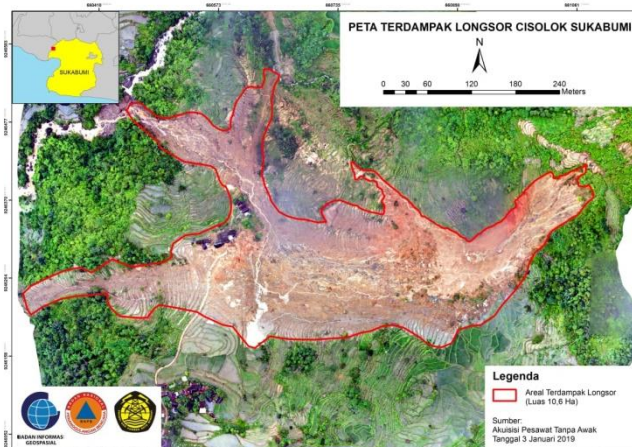 PETA TERDAMPAK LONGSOR CISOLOK SUKABUMI
N
0 30 60 120 180 240
Meters
SUKABUMI
Legenda
Areal Terdampak Longsor
(Luas 10,6 Ha)
Sumber:
Akuisisi Pesawat Tanpa Awak
Tanggal 3 Januari 2019
BADAN INFORMASI
GEOSPASIAL